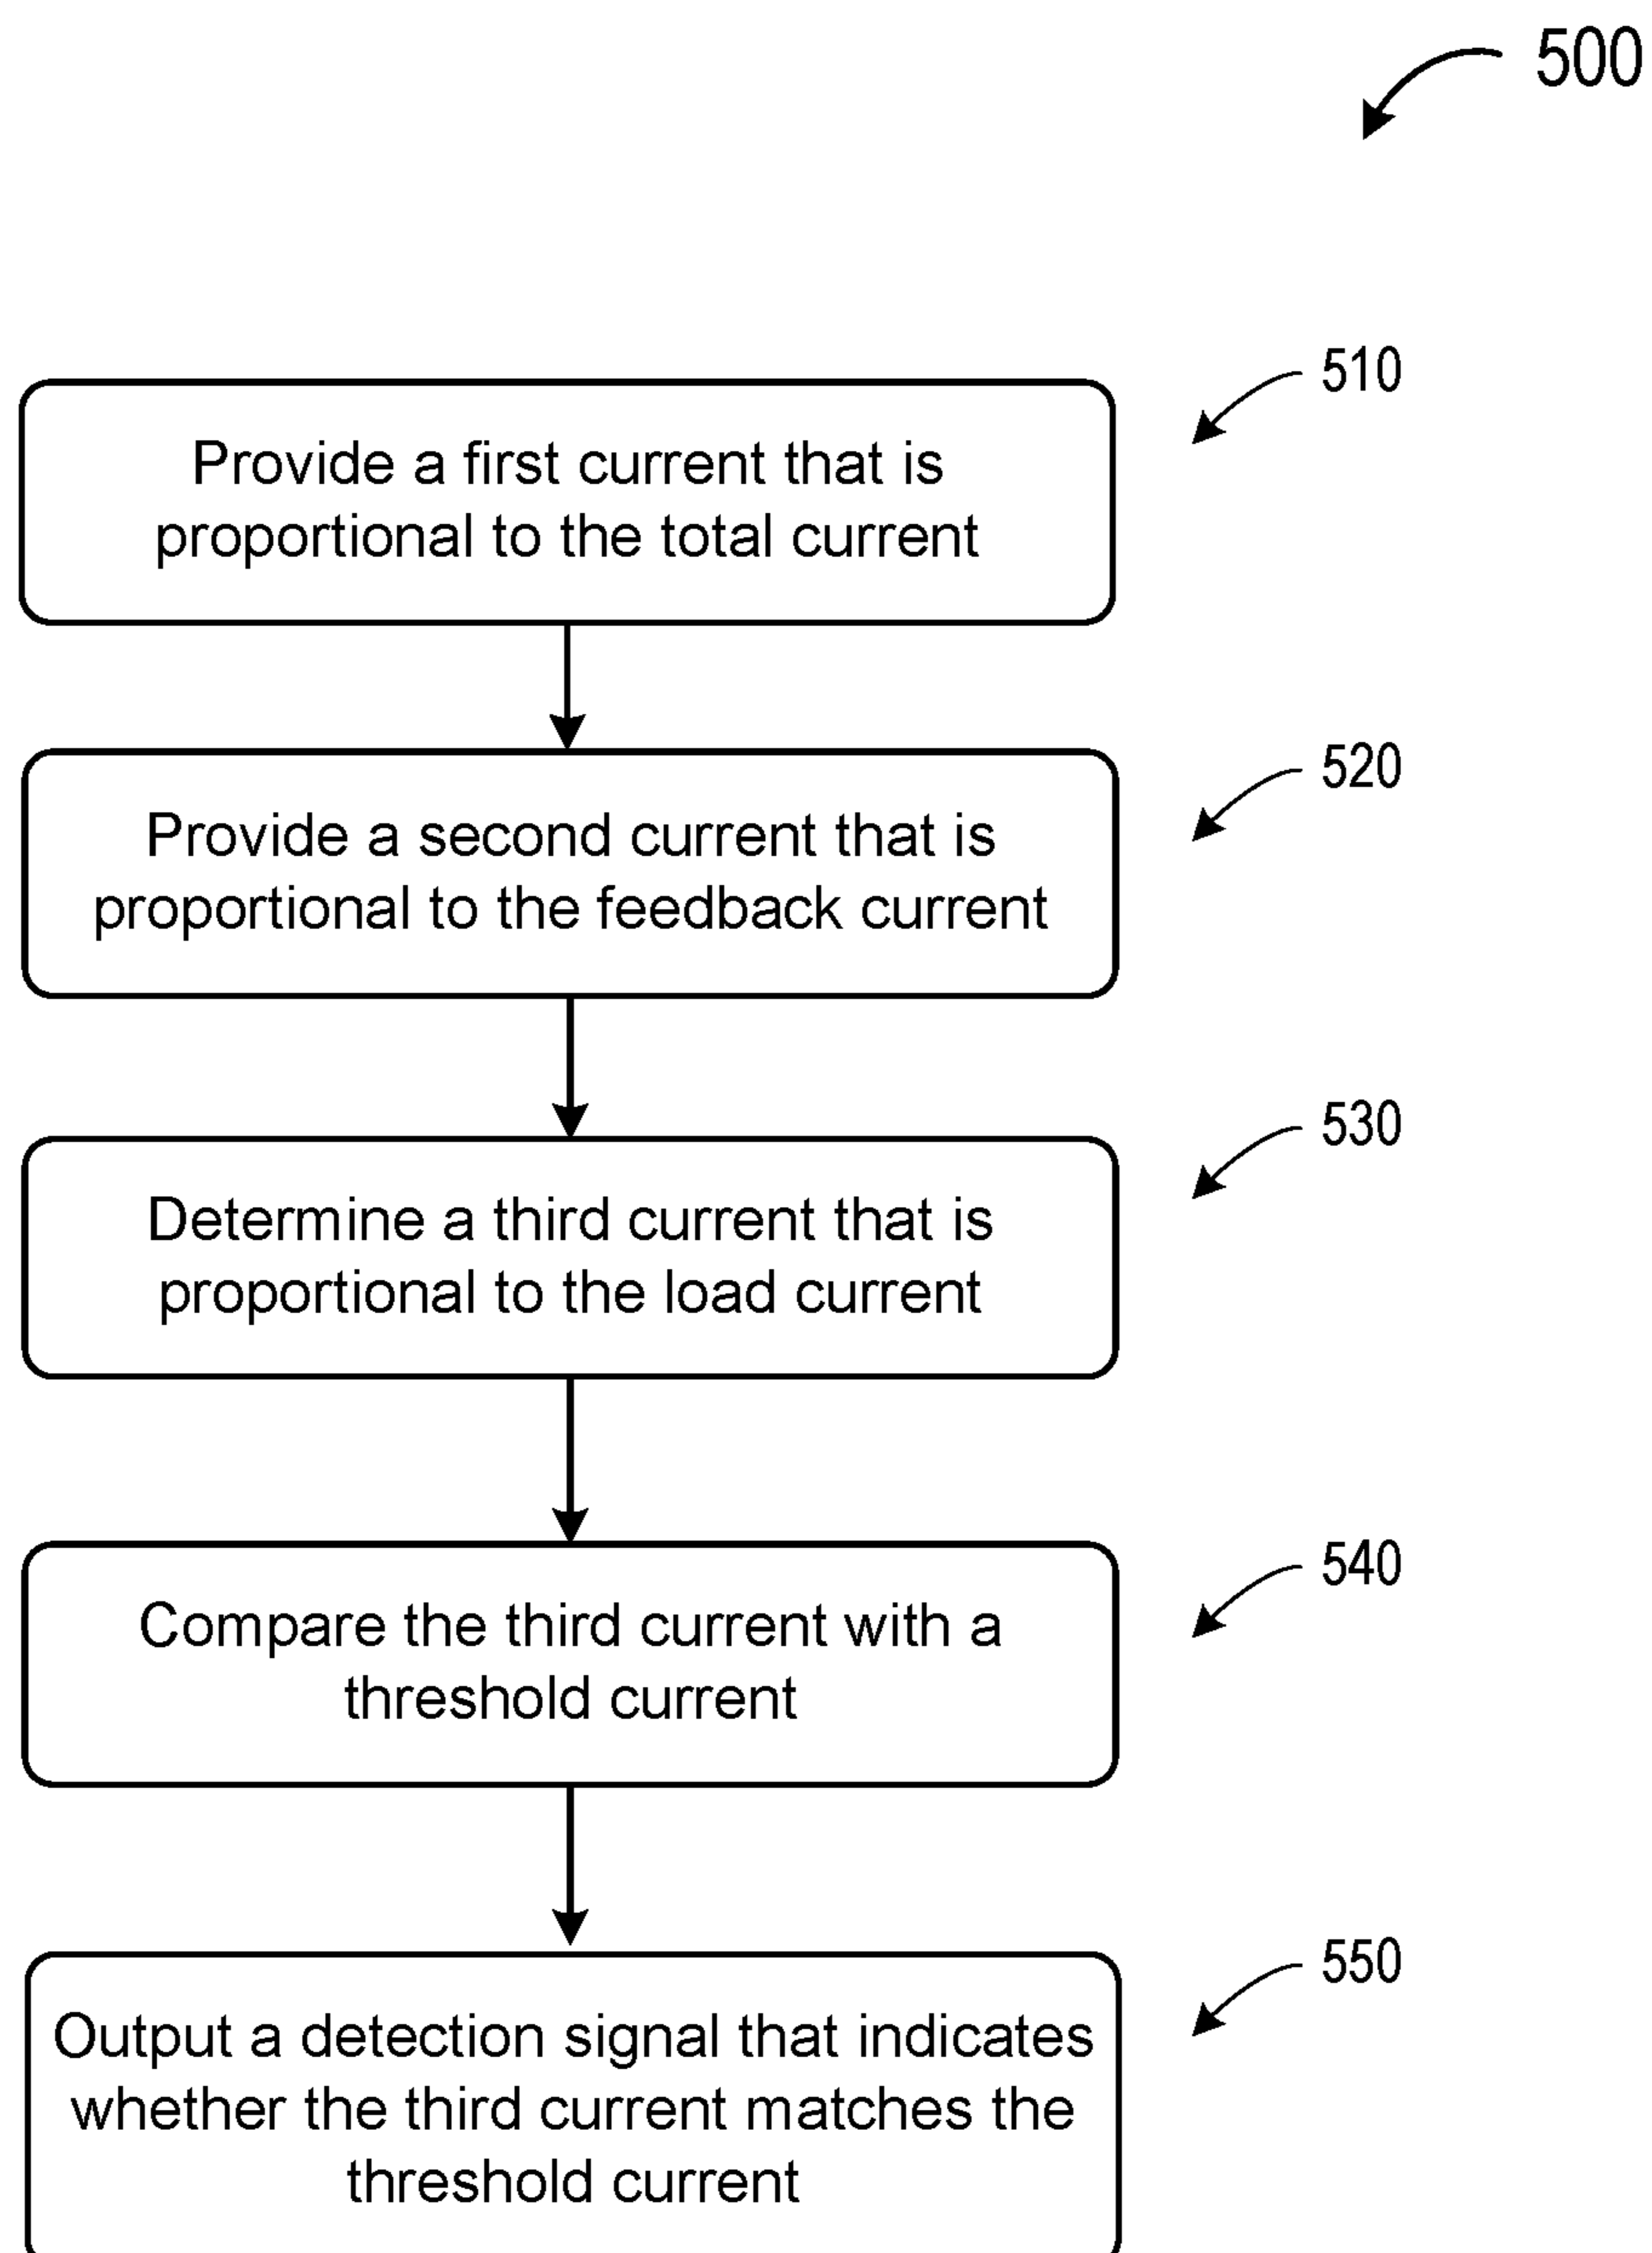 500
510
Provide a first current that is
proportional to the total current
520
Provide a second current that is
proportional to the feedback current
530
Determine a third current that is
proportional to the load current
540
Compare the third current with a
threshold current
550
Output a detection signal that indicates
whether the third current matches the
threshold current